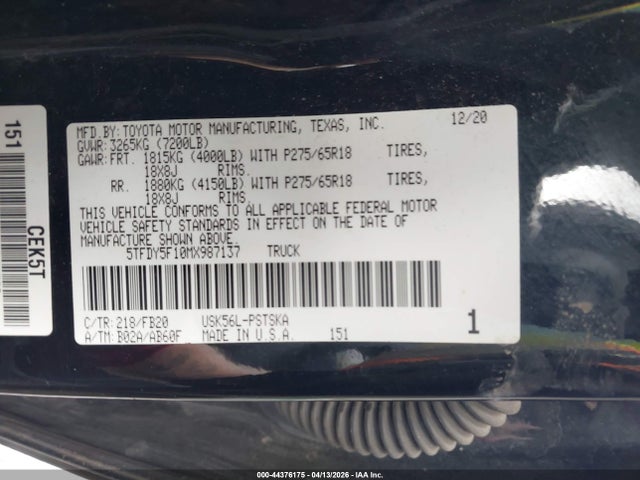 151
CEK5T
MFD.BY: TOYOTA MOTOR MANUFACTURING, TEXAS, INC. 12/20
GVWR: 3265KG (7200LB)
GAWR: FRT. 1815KG (4000LB) WITH P275/65R18 TIRES,
18X8J RIMS.
RR. 1880KG (4150LB) WITH P275/65R18 TIRES,
18X8J RIMS.
THIS VEHICLE CONFORMS TO ALL APPLICABLE FEDERAL MOTOR
VEHICLE SAFETY STANDARDS IN EFFECT ON THE DATE OF
MANUFACTURE SHOWN ABOVE.
5TFDY5F10MX987137 TRUCK
C/TR: 218/FB20 USK56L-PSTSKA
A/TM: B02A/AB60F MADE IN U.S.A. 151 1
000-44376175 - 04/13/2026 - IAA Inc.